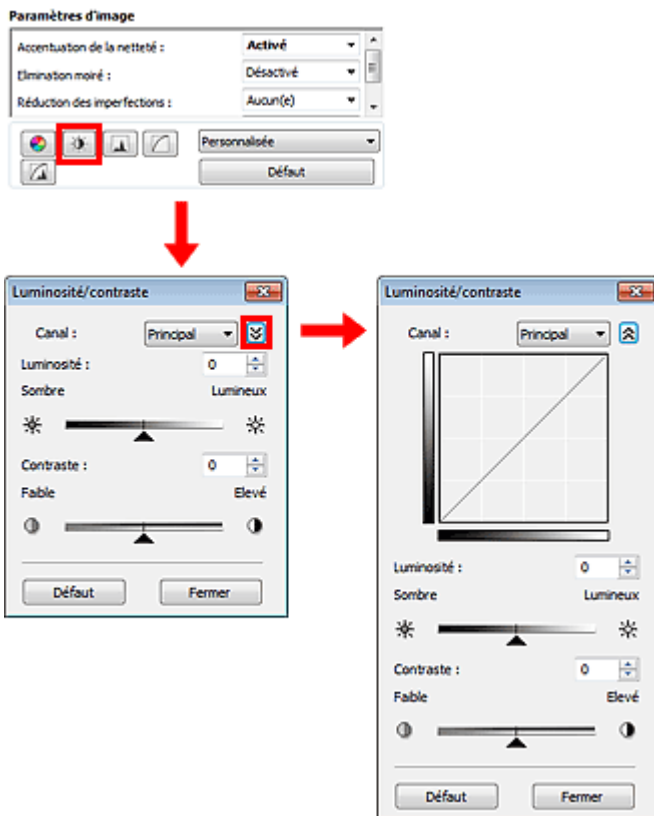 Paramètres d'image
Accentuation de la netteté : Activé
Elimination moiré : Désactivé
Réduction des imperfections : Aucun(e)
Personnalisée
Défaut
Luminosité/contraste
Canal : Principal
Luminosité : 0
Sombre Lumineux
Contraste : 0
Faible Elevé
Défaut Fermer
Luminosité/contraste
Canal : Principal
Luminosité : 0
Sombre Lumineux
Contraste : 0
Faible Elevé
Défaut Fermer